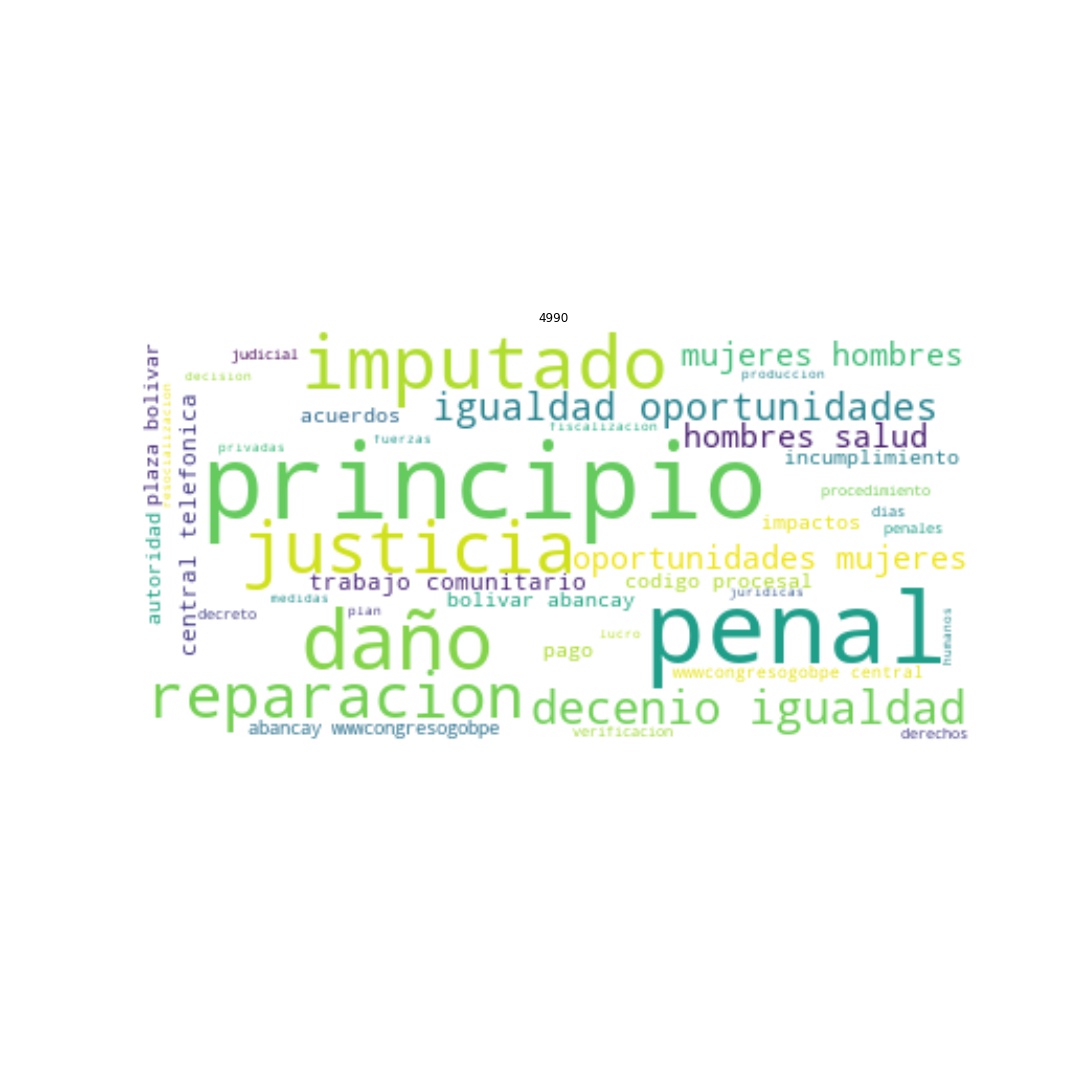 4990
imputado
judicial
mujeres hombres
decision
produccion
plaza bolivar
resocializacion
central telefonica
acuerdos
igualdad oportunidades
fiscalizacion
hombres salud
fuerzas
privadas
principio
incumplimiento
procedimiento
dias
penales
impactos
autoridad
justicia
oportunidades mujeres
trabajo comunitario
codigo procesal
juridicas
medidas
bolivar abancay
plan
decreto
daño
lucro
pago
penal
humanos
wwwcongresogobpe central
reparacion
decenio igualdad
abancay wwwcongresogobpe
verificacion
derechos